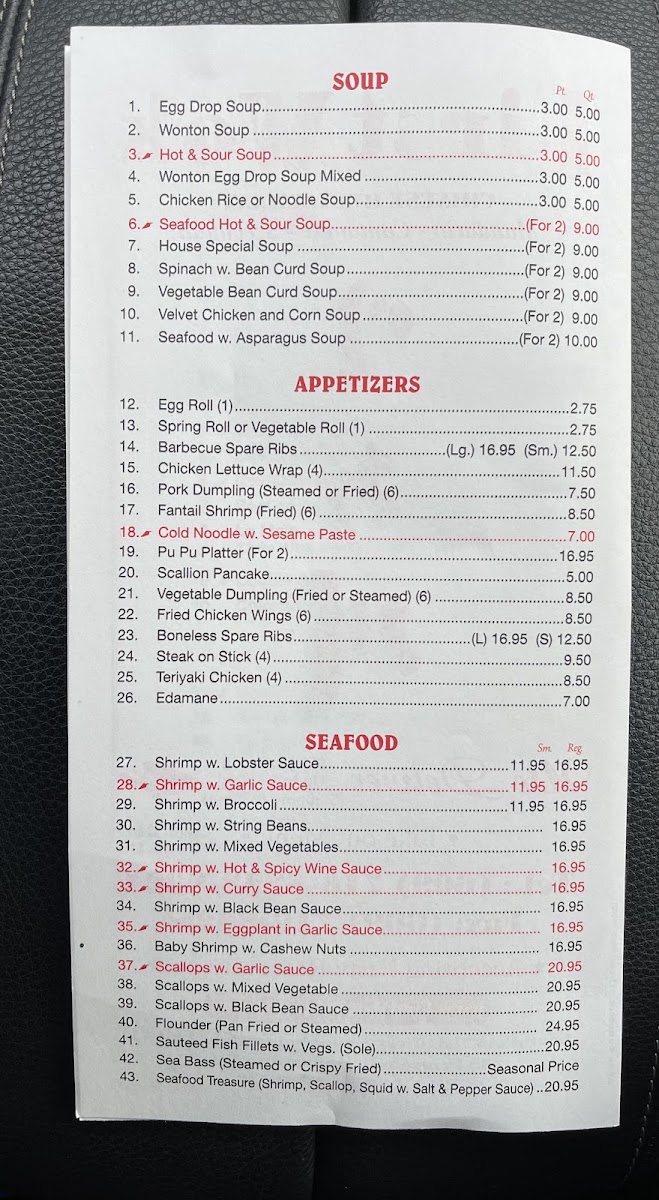 SOUP
Pt. Qt.
1. Egg Drop Soup 3.00 5.00
2. Wonton Soup 3.00 5.00
3. Hot & Sour Soup 3.00 5.00
4. Wonton Egg Drop Soup Mixed 3.00 5.00
5. Chicken Rice or Noodle Soup 3.00 5.00
6. Seafood Hot & Sour Soup (For 2) 9.00
7. House Special Soup (For 2) 9.00
8. Spinach w. Bean Curd Soup (For 2) 9.00
9. Vegetable Bean Curd Soup (For 2) 9.00
10. Velvet Chicken and Corn Soup (For 2) 9.00
11. Seafood w. Asparagus Soup (For 2) 10.00
APPETIZERS
12. Egg Roll (1) 2.75
13. Spring Roll or Vegetable Roll (1) 2.75
14. Barbecue Spare Ribs (Lg.) 16.95 (Sm.) 12.50
15. Chicken Lettuce Wrap (4) 11.50
16. Pork Dumpling (Steamed or Fried) (6) 7.50
17. Fantail Shrimp (Fried) (6) 8.50
18. Cold Noodle w. Sesame Paste 7.00
19. Pu Pu Platter (For 2) 16.95
20. Scallion Pancake 5.00
21. Vegetable Dumpling (Fried or Steamed) (6) 8.50
22. Fried Chicken Wings (6) 8.50
23. Boneless Spare Ribs (L) 16.95 (S) 12.50
24. Steak on Stick (4) 9.50
25. Teriyaki Chicken (4) 8.50
26. Edamane 7.00
SEAFOOD
Sm. Reg.
27. Shrimp w. Lobster Sauce 11.95 16.95
28. Shrimp w. Garlic Sauce 11.95 16.95
29. Shrimp w. Broccoli 11.95 16.95
30. Shrimp w. String Beans 16.95
31. Shrimp w. Mixed Vegetables 16.95
32. Shrimp w. Hot & Spicy Wine Sauce 16.95
33. Shrimp w. Curry Sauce 16.95
34. Shrimp w. Black Bean Sauce 16.95
35. Shrimp w. Eggplant in Garlic Sauce 16.95
36. Baby Shrimp w. Cashew Nuts 16.95
37. Scallops w. Garlic Sauce 20.95
38. Scallops w. Mixed Vegetable 20.95
39. Scallops w. Black Bean Sauce 20.95
40. Flounder (Pan Fried or Steamed) 24.95
41. Sauteed Fish Fillets w. Vegs. (Sole) 20.95
42. Sea Bass (Steamed or Crispy Fried) Seasonal Price
43. Seafood Treasure (Shrimp, Scallop, Squid w. Salt & Pepper Sauce) 20.95